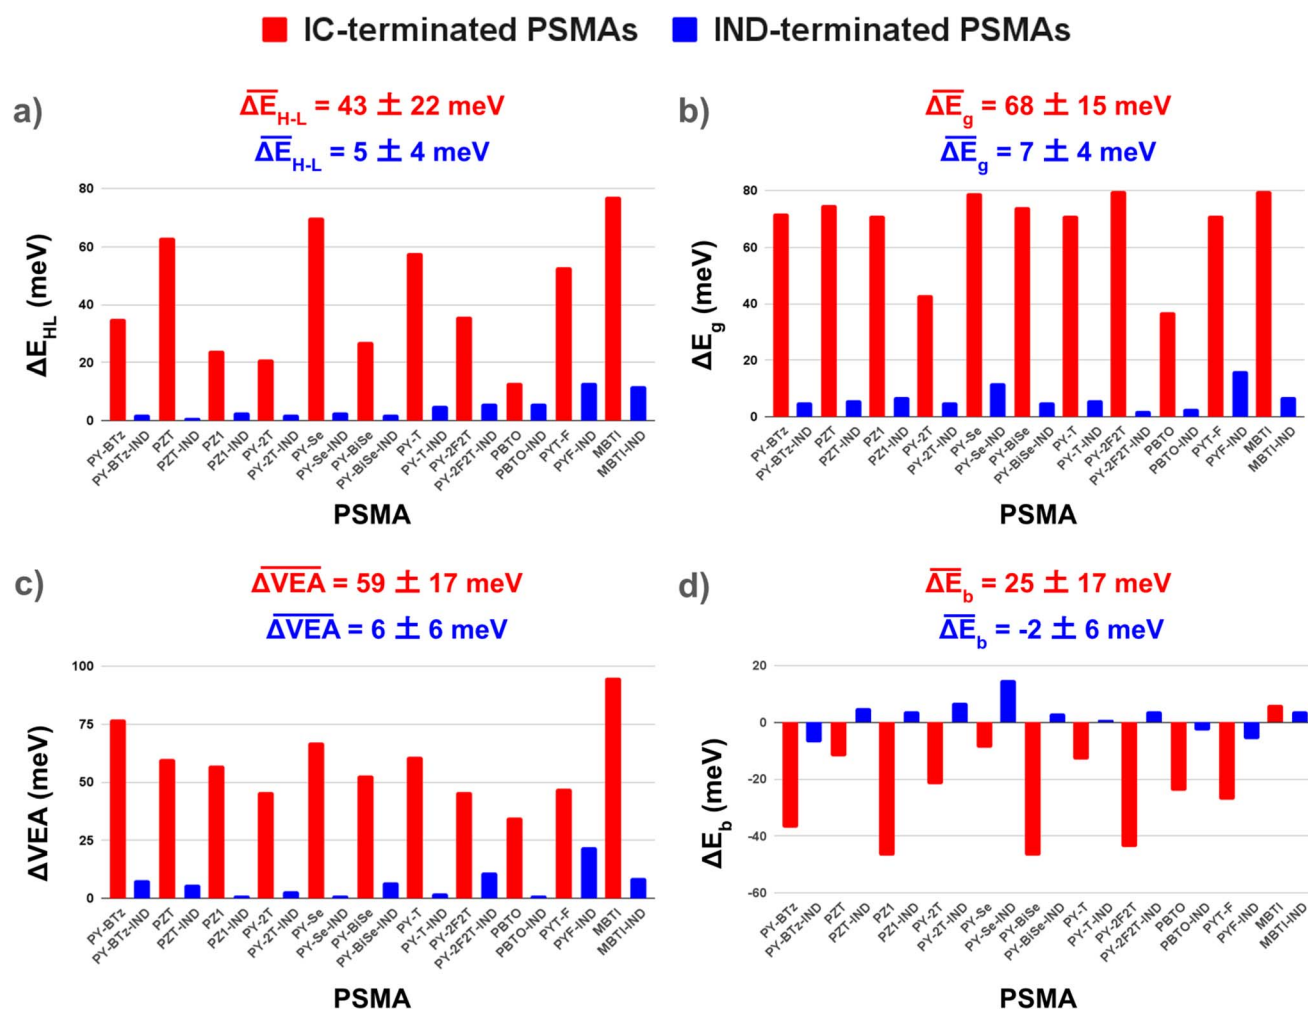 IC-terminated PSMAs IND-terminated PSMAs
a)
ΔE_H-L = 43 ± 22 meV
ΔE_H-L = 5 ± 4 meV
ΔE_HL (meV)
80
60
40
20
0
PY-BTz PY-BTz-IND PZT PZT-IND PZ1 PZ1-IND PY-2T PY-2T-IND PY-Se PY-Se-IND PY-BiSe PY-BiSe-IND PY-T PY-T-IND PY-2F2T PY-2F2T-IND PBTO PBTO-IND PYT-F PYF-IND MBTI MBTI-IND
PSMA
b)
ΔE_g = 68 ± 15 meV
ΔE_g = 7 ± 4 meV
ΔE_g (meV)
80
60
40
20
0
PY-BTz PY-BTz-IND PZT PZT-IND PZ1 PZ1-IND PY-2T PY-2T-IND PY-Se PY-Se-IND PY-BiSe PY-BiSe-IND PY-T PY-T-IND PY-2F2T PY-2F2T-IND PBTO PBTO-IND PYT-F PYF-IND MBTI MBTI-IND
PSMA
c)
ΔVEA = 59 ± 17 meV
ΔVEA = 6 ± 6 meV
ΔVEA (meV)
100
75
50
25
0
PY-BTz PY-BTz-IND PZT PZT-IND PZ1 PZ1-IND PY-2T PY-2T-IND PY-Se PY-Se-IND PY-BiSe PY-BiSe-IND PY-T PY-T-IND PY-2F2T PY-2F2T-IND PBTO PBTO-IND PYT-F PYF-IND MBTI MBTI-IND
PSMA
d)
ΔE_b = 25 ± 17 meV
ΔE_b = -2 ± 6 meV
ΔE_b (meV)
20
0
-20
-40
-60
PY-BTz PY-BTz-IND PZT PZT-IND PZ1 PZ1-IND PY-2T PY-2T-IND PY-Se PY-Se-IND PY-BiSe PY-BiSe-IND PY-T PY-T-IND PY-2F2T PY-2F2T-IND PBTO PBTO-IND PYT-F PYF-IND MBTI MBTI-IND
PSMA